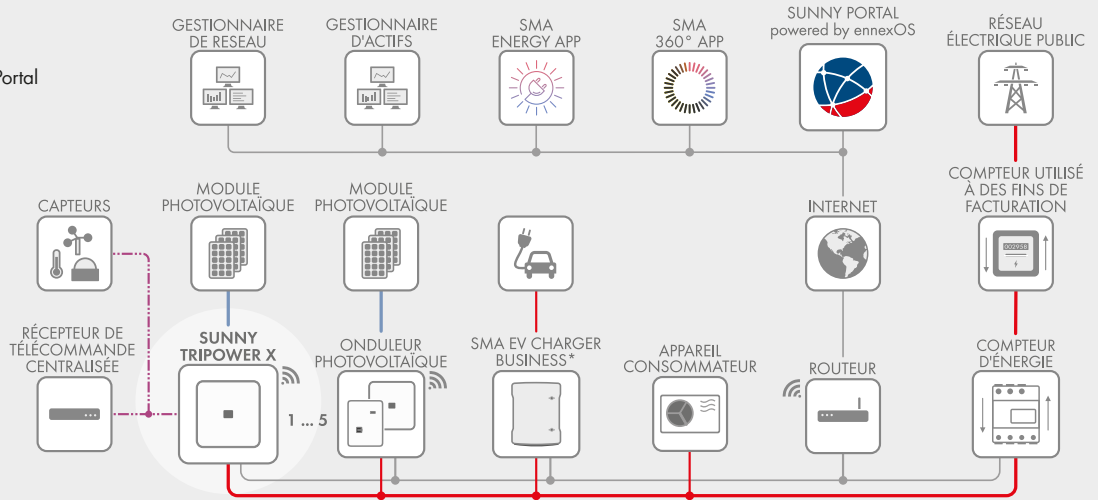 GESTIONNAIRE
DE RESEAU
GESTIONNAIRE
D'ACTIFS
SMA
ENERGY APP
SMA
360° APP
SUNNY PORTAL
powered by ennexOS
RÉSEAU
ÉLECTRIQUE PUBLIC
Portal
CAPTEURS
MODULE
PHOTOVOLTAÏQUE
MODULE
PHOTOVOLTAÏQUE
INTERNET
COMPTEUR UTILISÉ
À DES FINS DE
FACTURATION
002956
RÉCEPTEUR DE
TÉLÉCOMMANDE
CENTRALISÉE
SUNNY
TRIPOWER X
1 ... 5
ONDULEUR
PHOTOVOLTAÏQUE
SMA EV CHARGER
BUSINESS*
APPAREIL
CONSOMMATEUR
ROUTEUR
COMPTEUR
D'ÉNERGIE